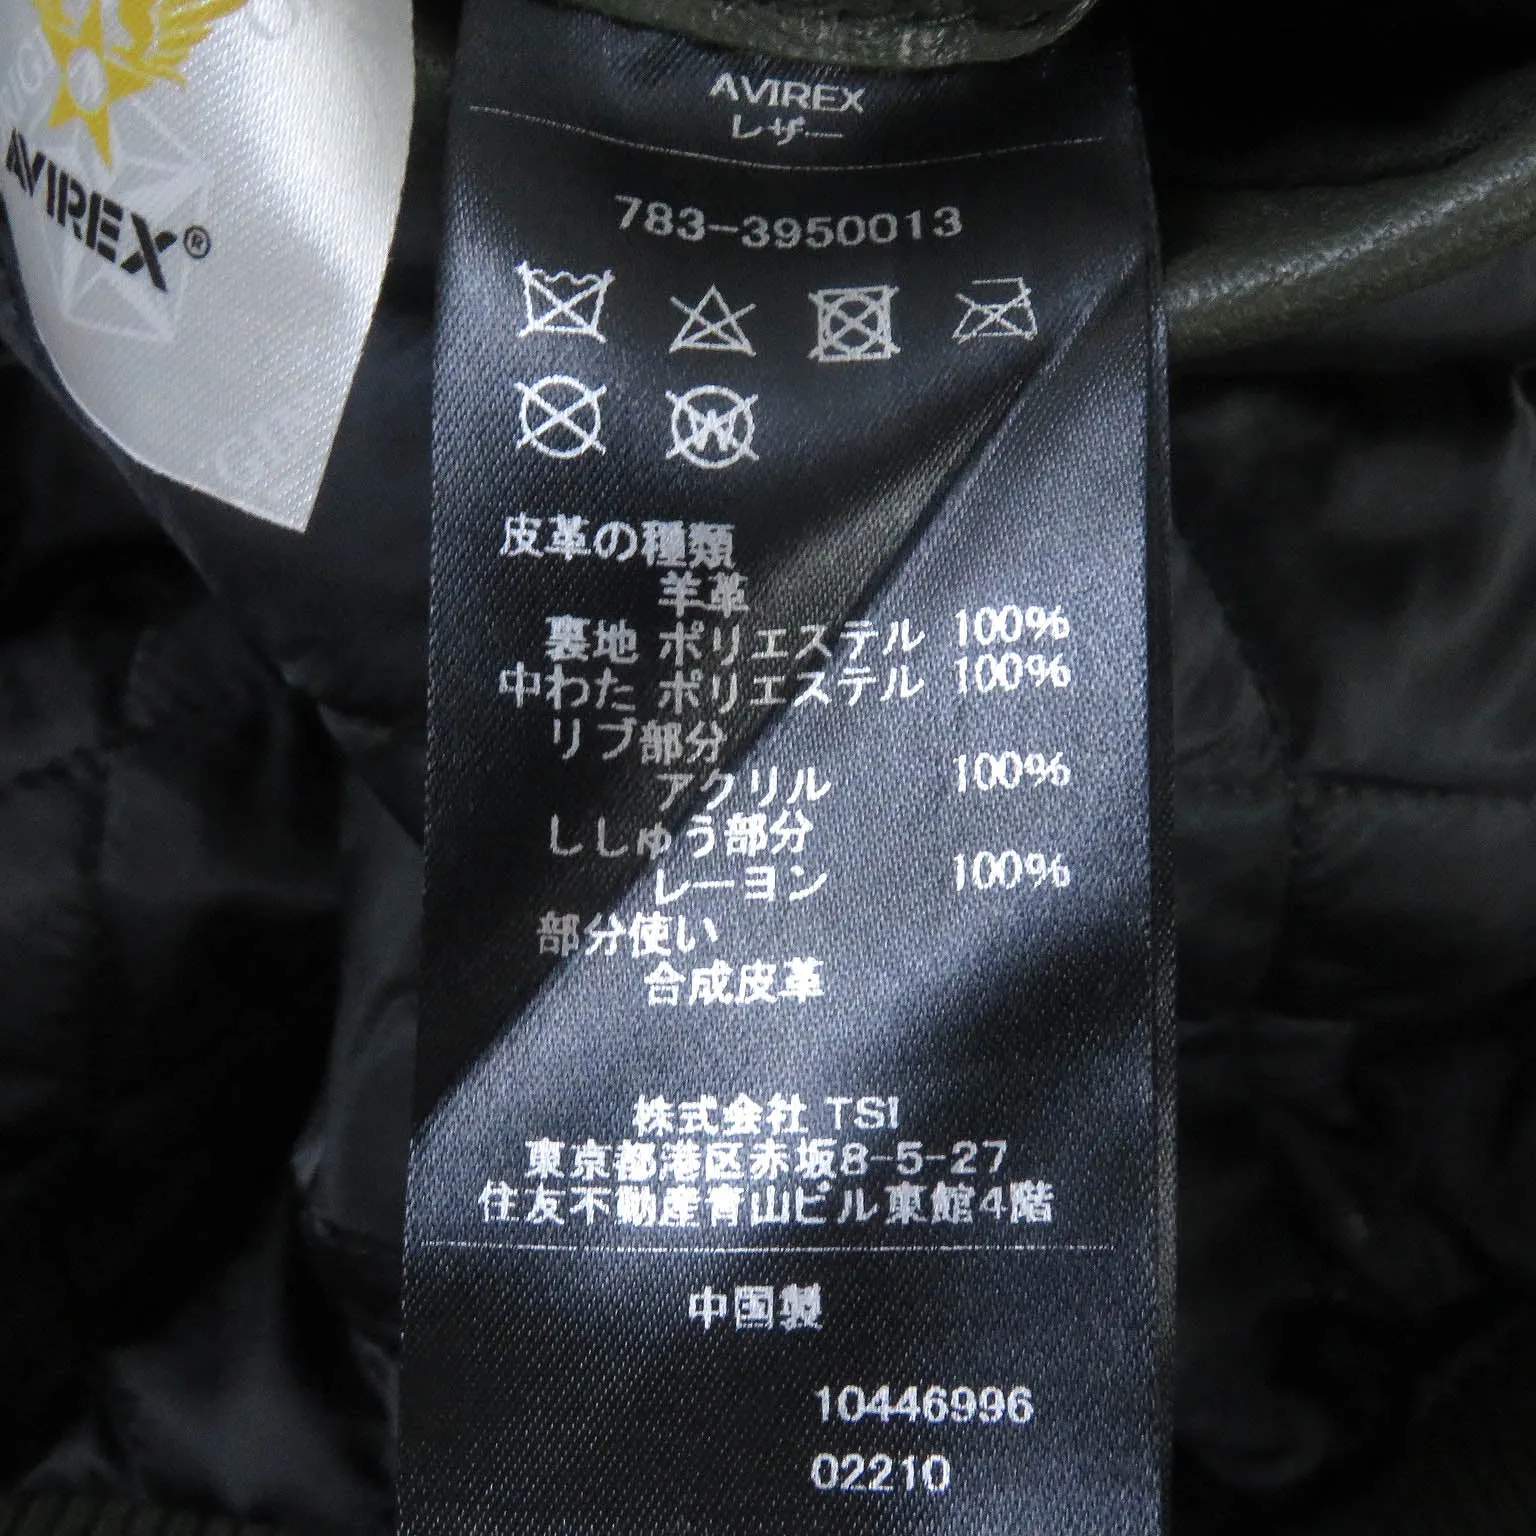 AVIREX®
AVIREX
レザー
783-3950013
W
皮革の種類
羊革
裏地 ポリエステル 100%
中わた ポリエステル 100%
リブ部分
アクリル 100%
ししゅう部分
レーヨン 100%
部分使い
合成皮革
株式会社 TSI
東京都港区赤坂8-5-27
住友不動産青山ビル東館4階
中国製
10446996
02210